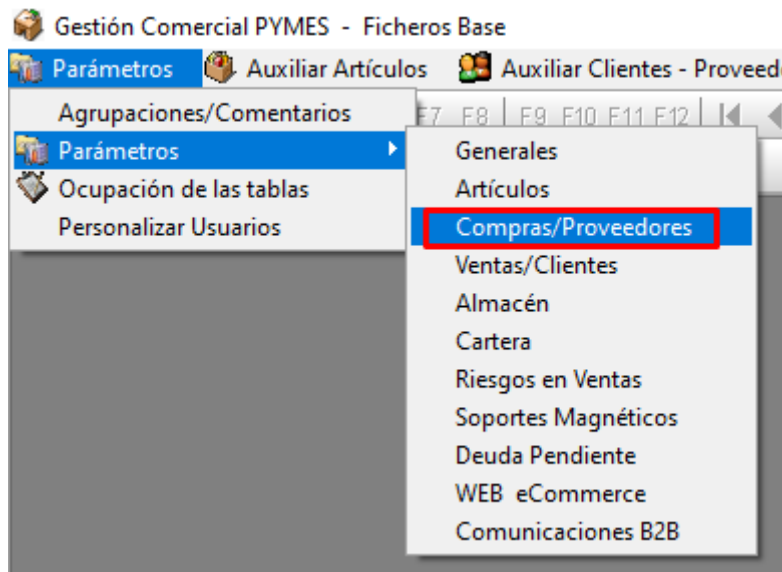 Gestión Comercial PYMES - Ficheros Base
Parámetros Auxiliar Artículos Auxiliar Clientes - Proveed
Agrupaciones/Comentarios F7 F8 F9 F10 F11 F12
Parámetros
Ocupación de las tablas
Personalizar Usuarios
Generales
Artículos
Compras/Proveedores
Ventas/Clientes
Almacén
Cartera
Riesgos en Ventas
Soportes Magnéticos
Deuda Pendiente
WEB eCommerce
Comunicaciones B2B